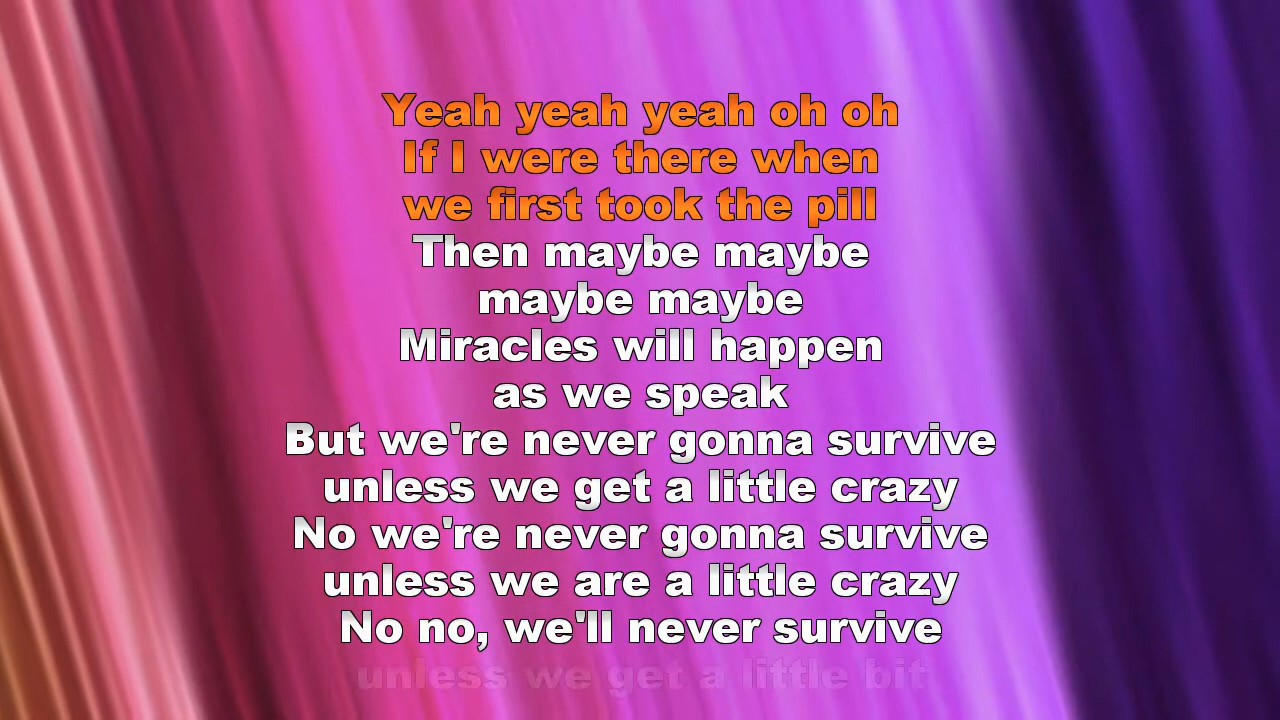 Yeah yeah yeah oh oh
If I were there when
we first took the pill
Then maybe maybe
maybe maybe
Miracles will happen
as we speak
But we're never gonna survive
unless we get a little crazy
No we're never gonna survive
unless we are a little crazy
No no, we'll never survive
unless we get a little bit